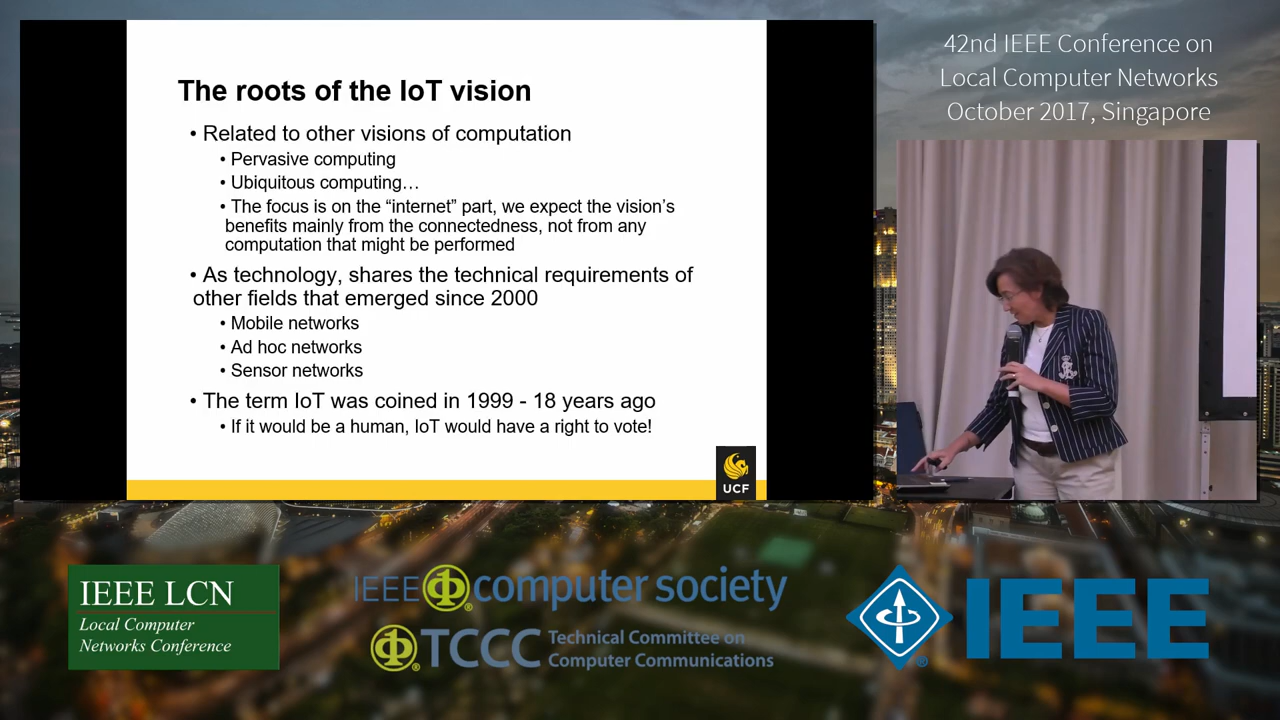 The roots of the IoT vision
• Related to other visions of computation
• Pervasive computing
• Ubiquitous computing…
• The focus is on the “internet” part, we expect the vision’s
benefits mainly from the connectedness, not from any
computation that might be performed
• As technology, shares the technical requirements of
other fields that emerged since 2000
• Mobile networks
• Ad hoc networks
• Sensor networks
• The term IoT was coined in 1999 - 18 years ago
• If it would be a human, IoT would have a right to vote!
UCF
42nd IEEE Conference on
Local Computer Networks
October 2017, Singapore
IEEE LCN
Local Computer
Networks Conference
IEEE computer society
TCCC Technical Committee on
Computer Communications
IEEE